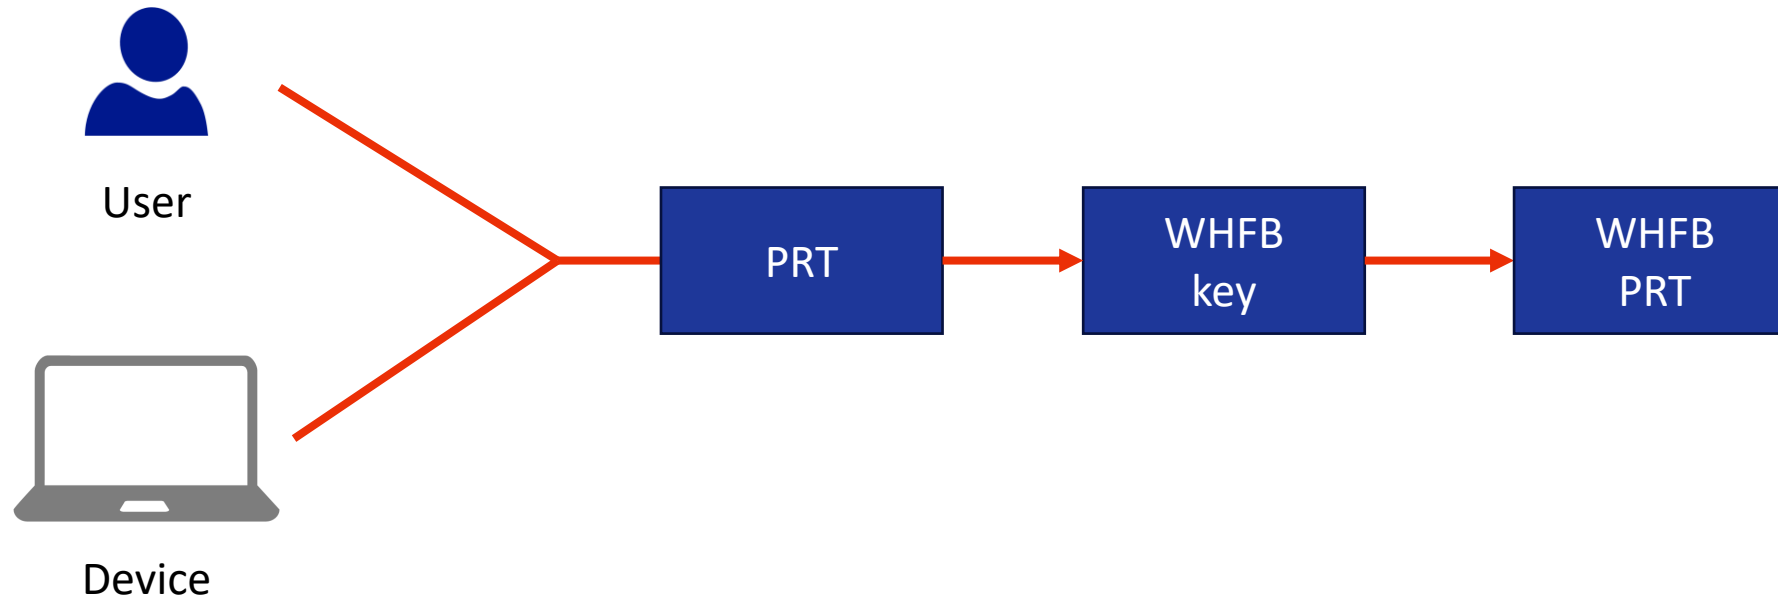 User
Device
PRT
WHFB
key
WHFB
PRT